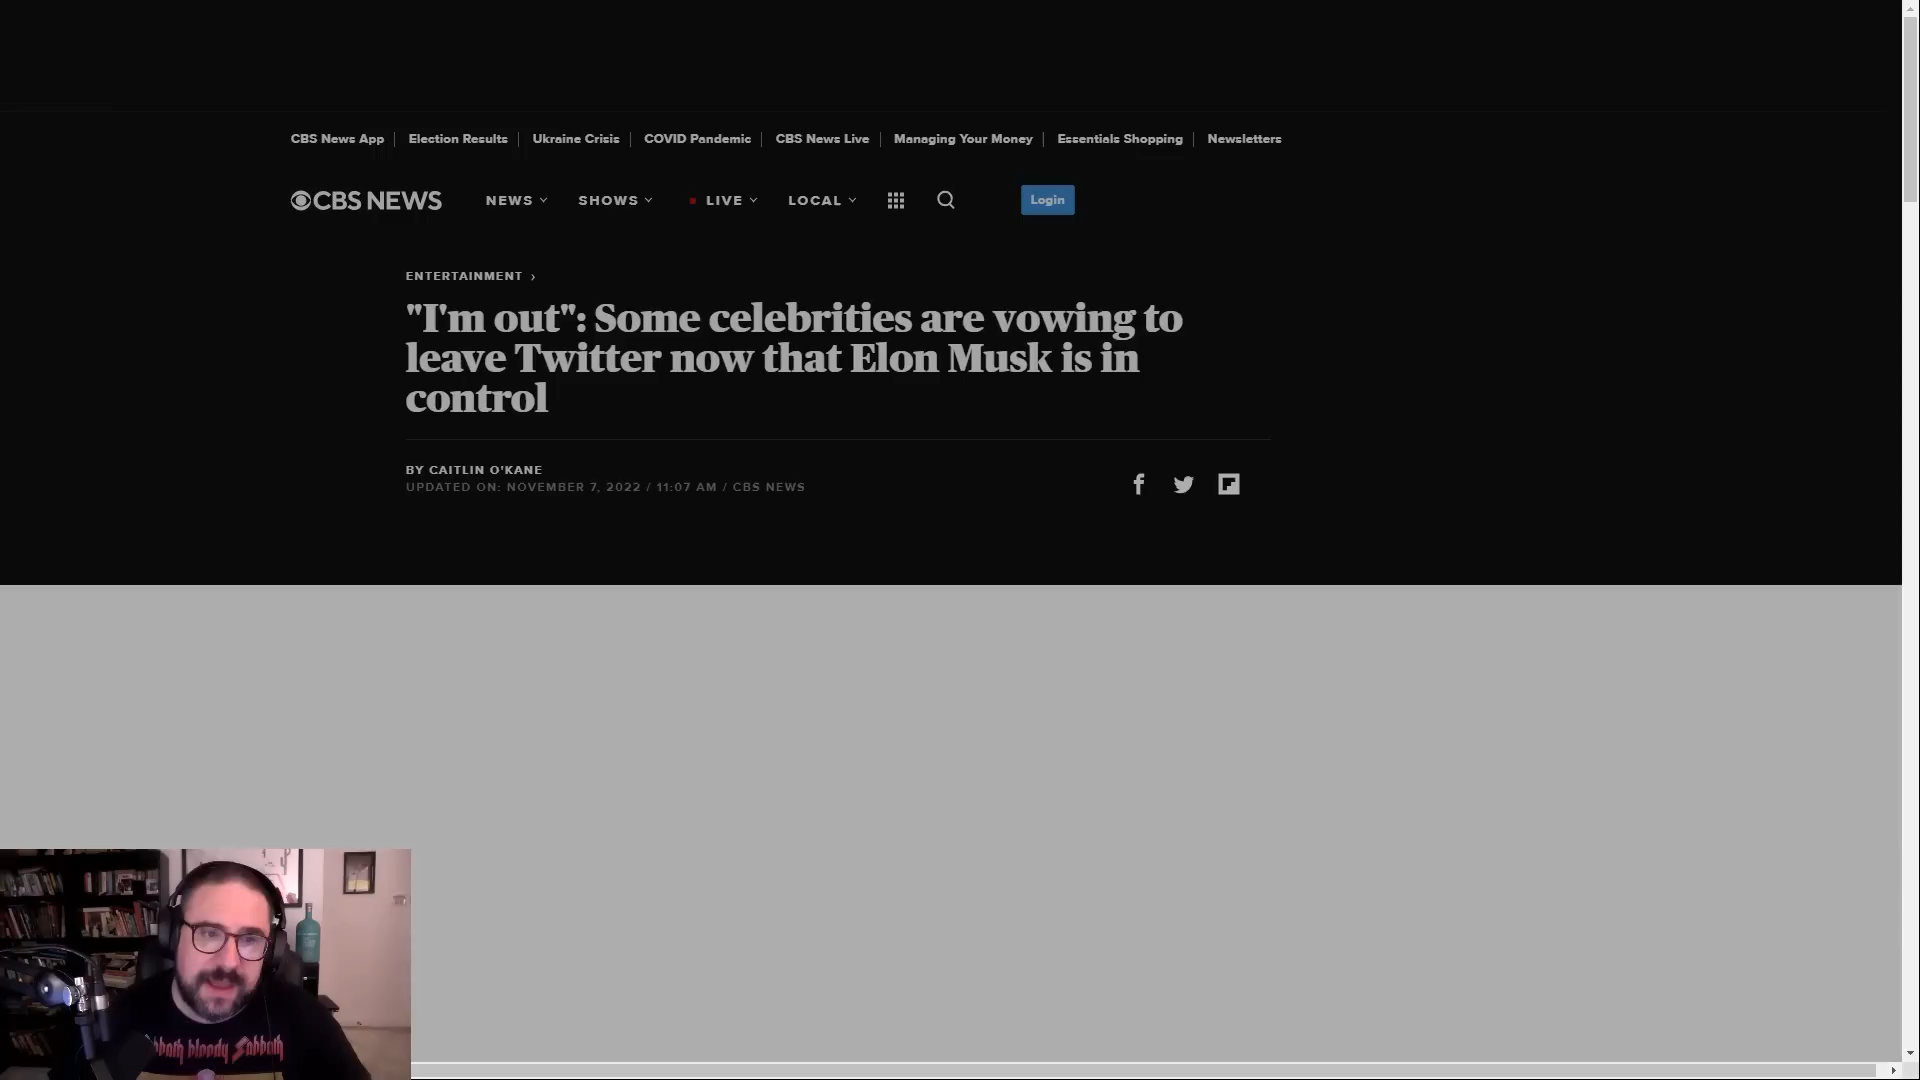 CBS News App
Election Results
Ukraine Crisis
COVID Pandemic
CBS News Live
Managing Your Money
Essentials Shopping
Newsletters
CBS NEWS
NEWS
SHOWS
LIVE
LOCAL
Login
ENTERTAINMENT
"I'm out": Some celebrities are vowing to
leave Twitter now that Elon Musk is in
control
BY CAITLIN O'KANE
UPDATED ON: NOVEMBER 7, 2022 / 11:07 AM / CBS NEWS
bloody Sabbath